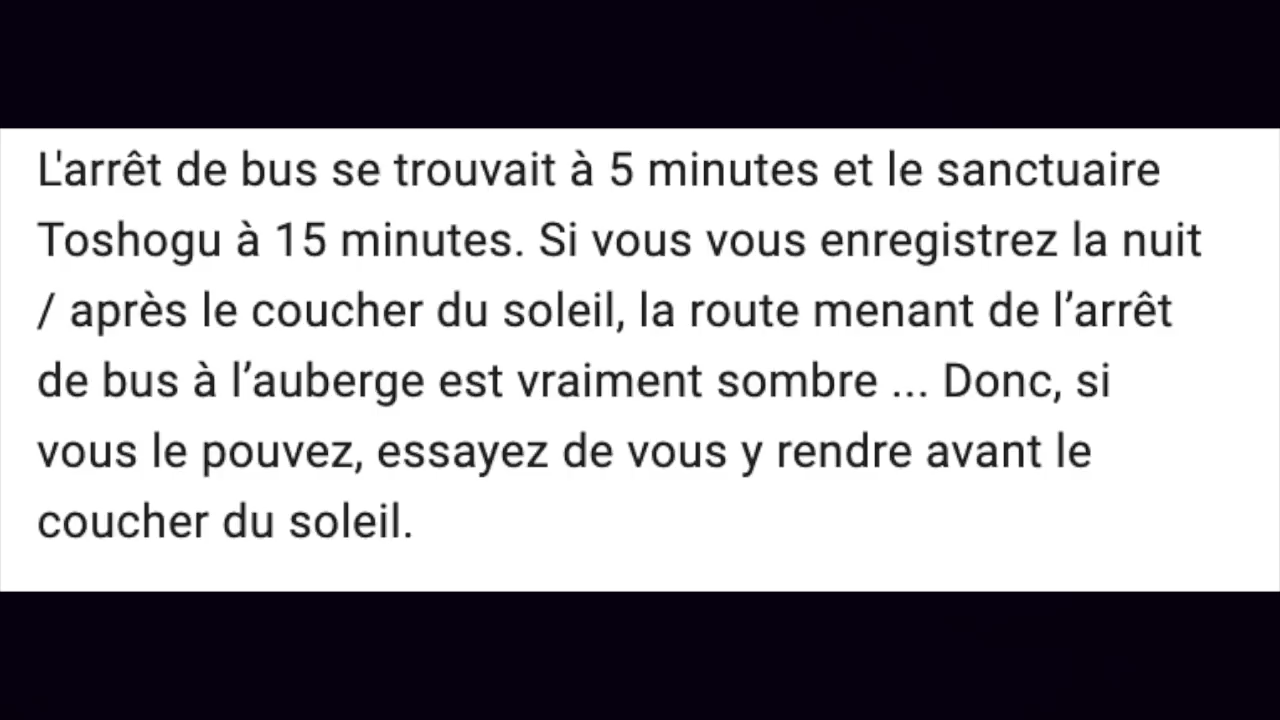 L'arrêt de bus se trouvait à 5 minutes et le sanctuaire
Toshogu à 15 minutes. Si vous vous enregistrez la nuit
/ après le coucher du soleil, la route menant de l’arrêt
de bus à l’auberge est vraiment sombre ... Donc, si
vous le pouvez, essayez de vous y rendre avant le
coucher du soleil.